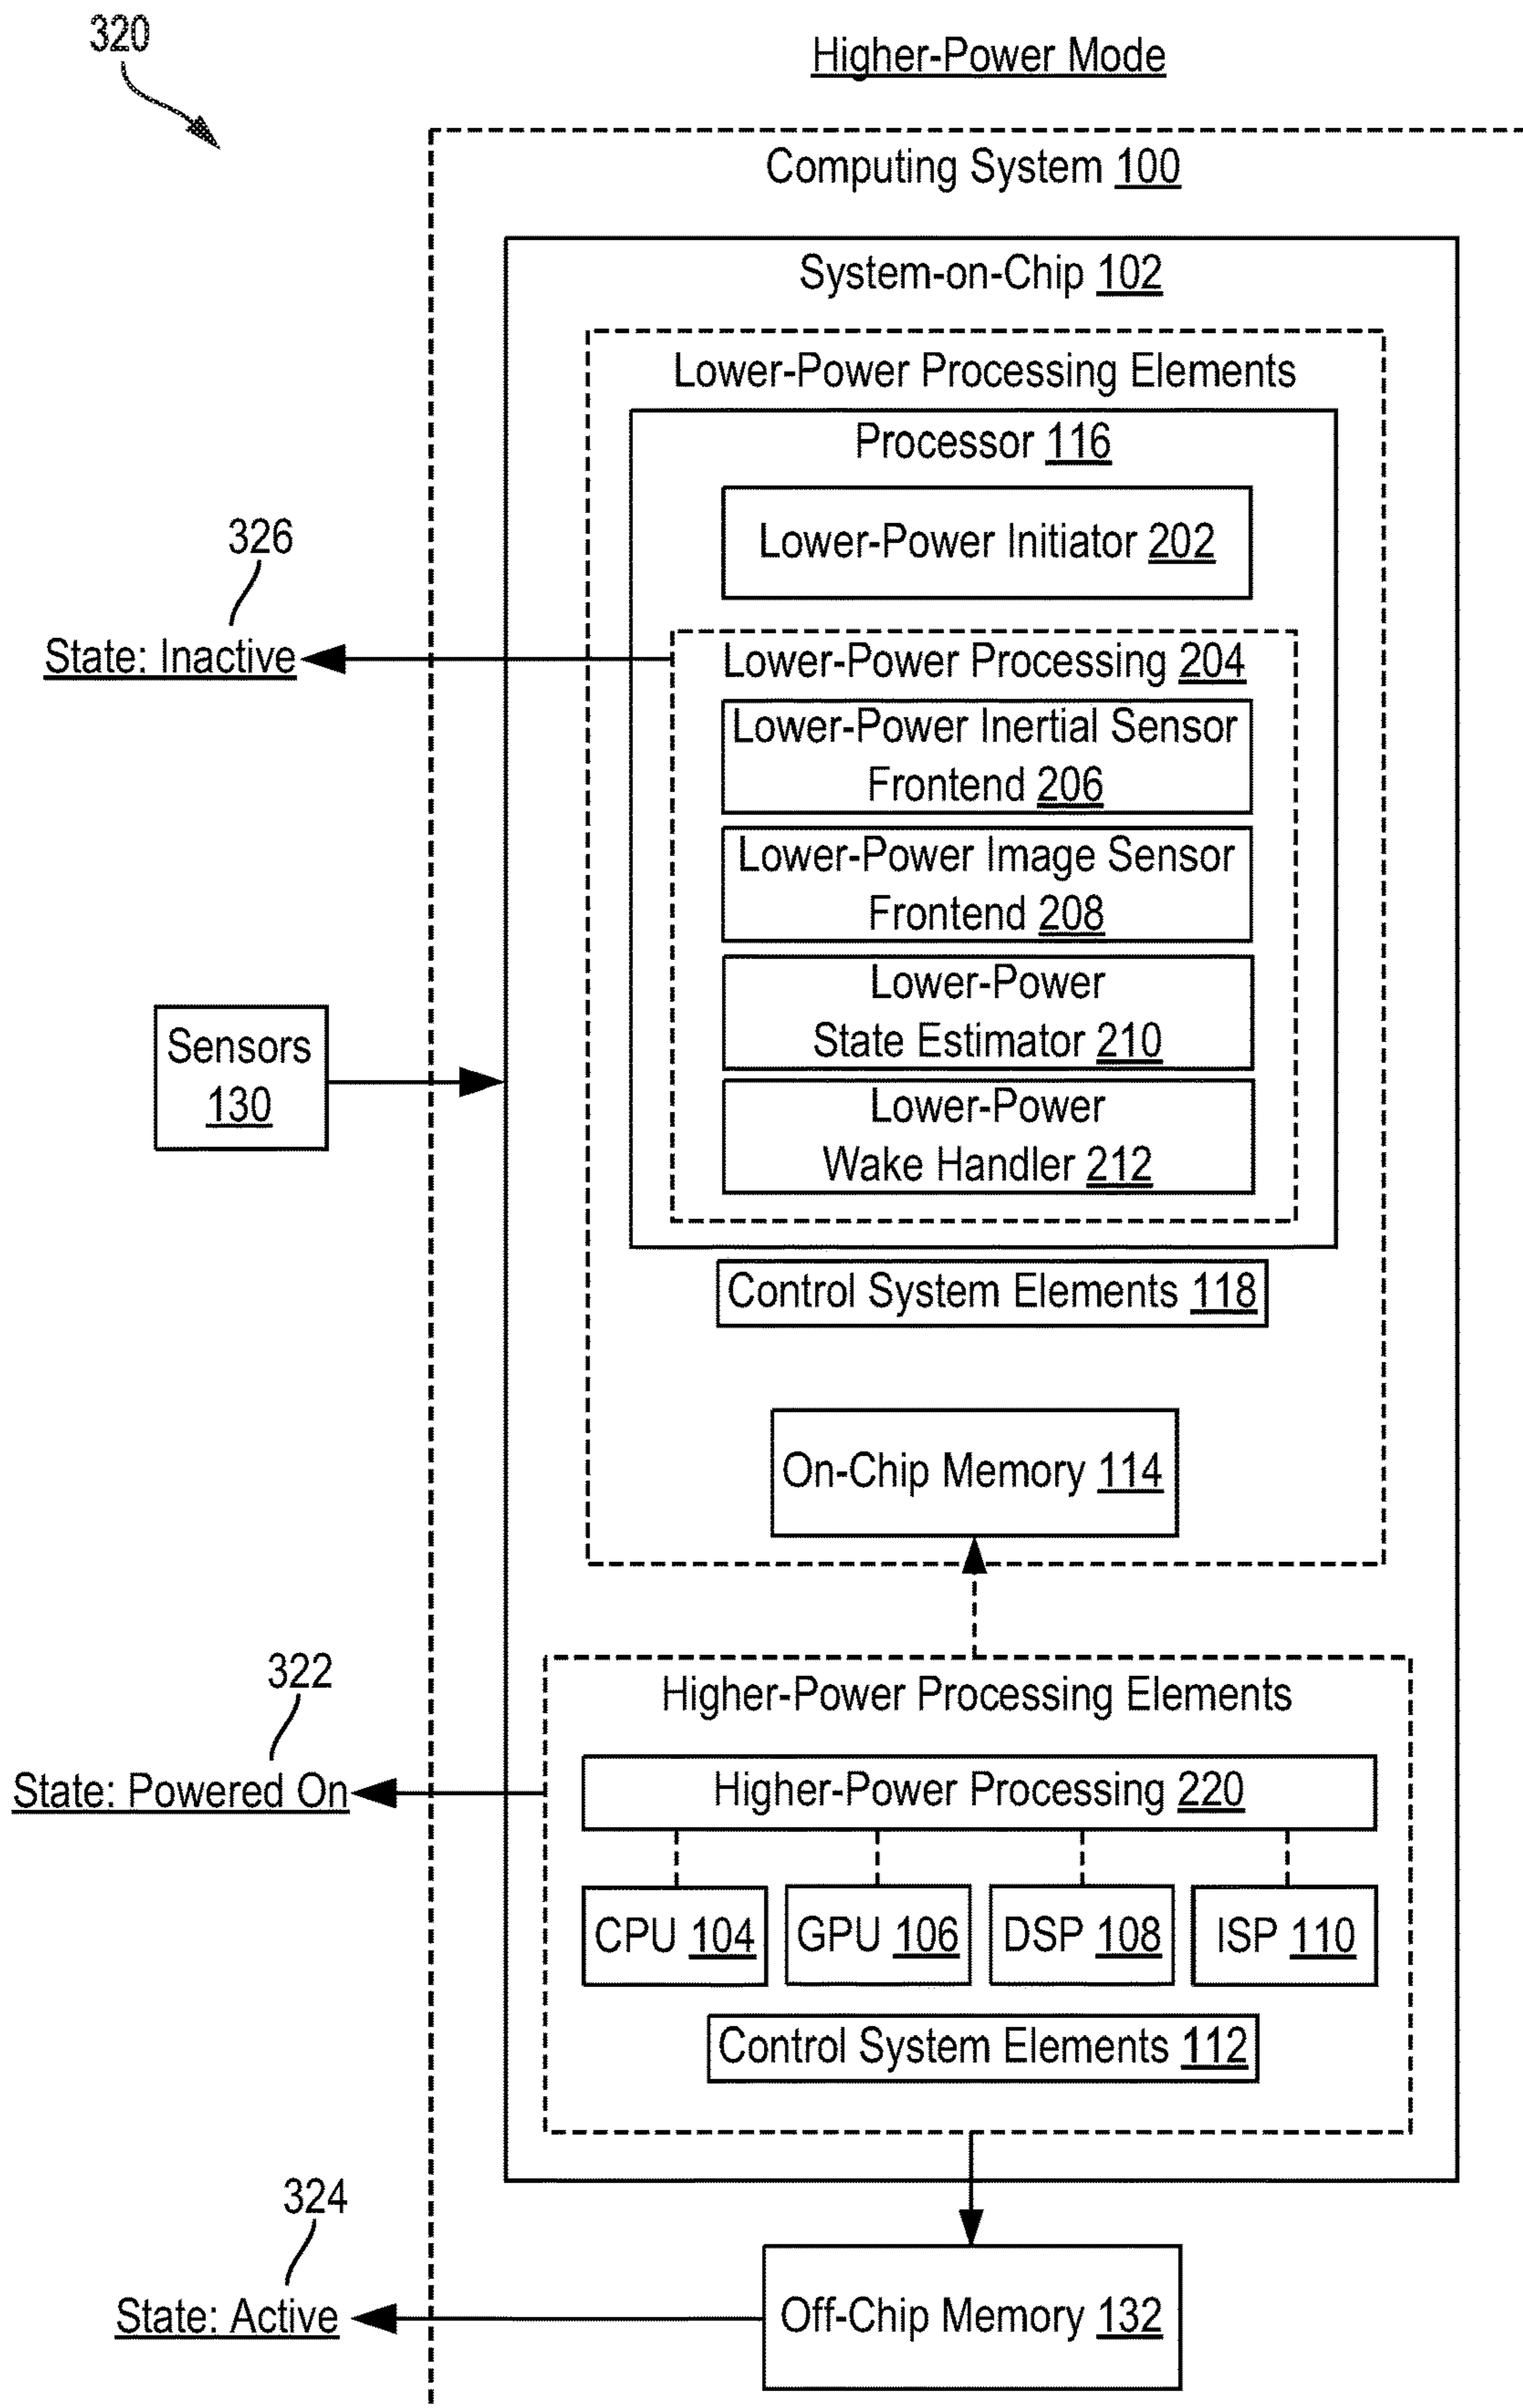 320
Higher-Power Mode
Computing System 100
System-on-Chip 102
Lower-Power Processing Elements
Processor 116
Lower-Power Initiator 202
326
State: Inactive
Lower-Power Processing 204
Lower-Power Inertial Sensor
Frontend 206
Lower-Power Image Sensor
Frontend 208
Lower-Power
State Estimator 210
Sensors
130
Lower-Power
Wake Handler 212
Control System Elements 118
On-Chip Memory 114
322
State: Powered On
Higher-Power Processing Elements
Higher-Power Processing 220
CPU 104
GPU 106
DSP 108
ISP 110
Control System Elements 112
324
State: Active
Off-Chip Memory 132